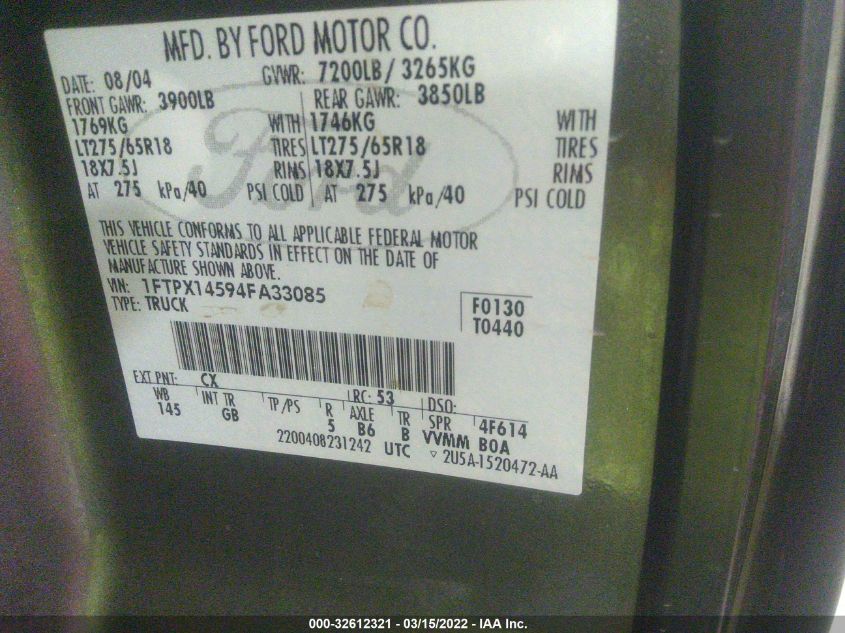 MFD. BY FORD MOTOR CO.
DATE: 08/04 GVWR: 7200LB/ 3265KG
FRONT GAWR: 3900LB REAR GAWR: 3850LB
1769KG WITH 1746KG WITH
LT275/65R18 TIRES LT275/65R18 TIRES
18X7.5J RIMS 18X7.5J RIMS
AT 275 kPa/40 PSI COLD AT 275 kPa/40 PSI COLD
Ford
THIS VEHICLE CONFORMS TO ALL APPLICABLE FEDERAL MOTOR
VEHICLE SAFETY STANDARDS IN EFFECT ON THE DATE OF
MANUFACTURE SHOWN ABOVE.
VIN: 1FTPX14594FA33085
TYPE: TRUCK
F0130
T0440
EXT PNT: CX RC: 53 DSO:
WB INT TR TP/PS R AXLE TR SPR 4F614
145 GB 5 B6 B VVMM BOA
2200408231242 UTC ▽ 2U5A-1520472-AA
000-32612321 — 03/15/2022 — IAA Inc.